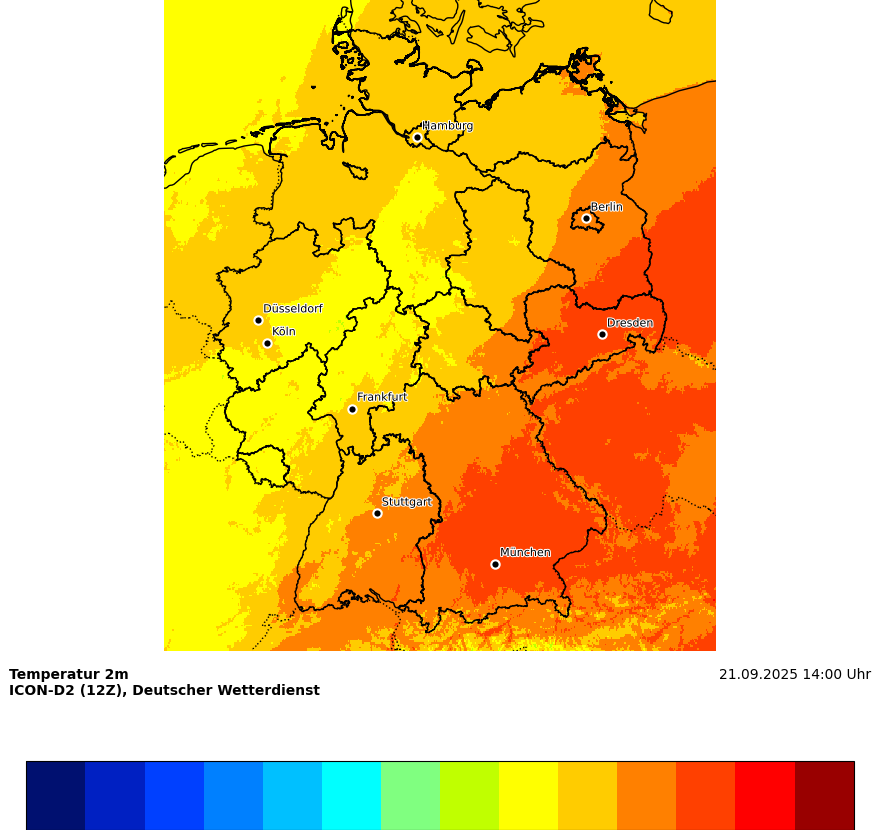 Hamburg
Berlin
Düsseldorf
Köln
Dresden
Frankfurt
Stuttgart
München
Temperatur 2m
21.09.2025 14:00 Uhr
ICON-D2 (12Z), Deutscher Wetterdienst